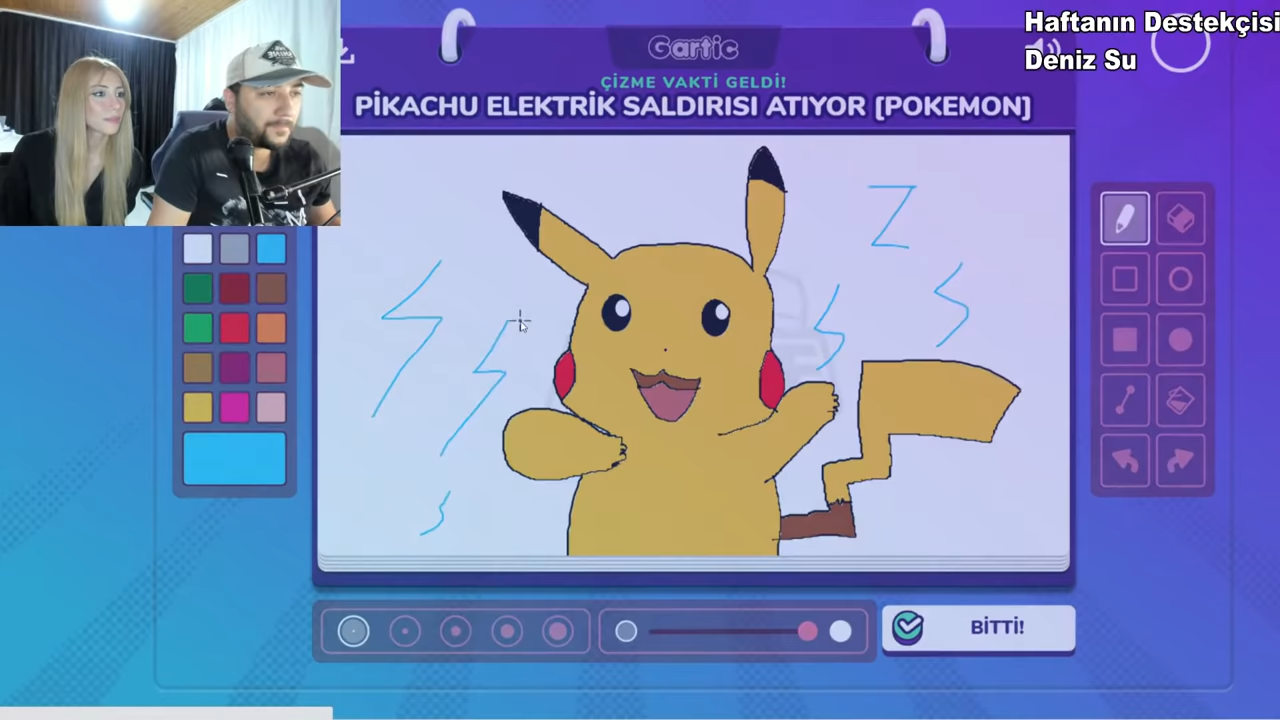 Haftanın Destekçisi
Deniz Su
Gartic
ÇİZME VAKTİ GELDİ!
PİKACHU ELEKTRİK SALDIRISI ATIYOR [POKEMON]
BİTTİ!